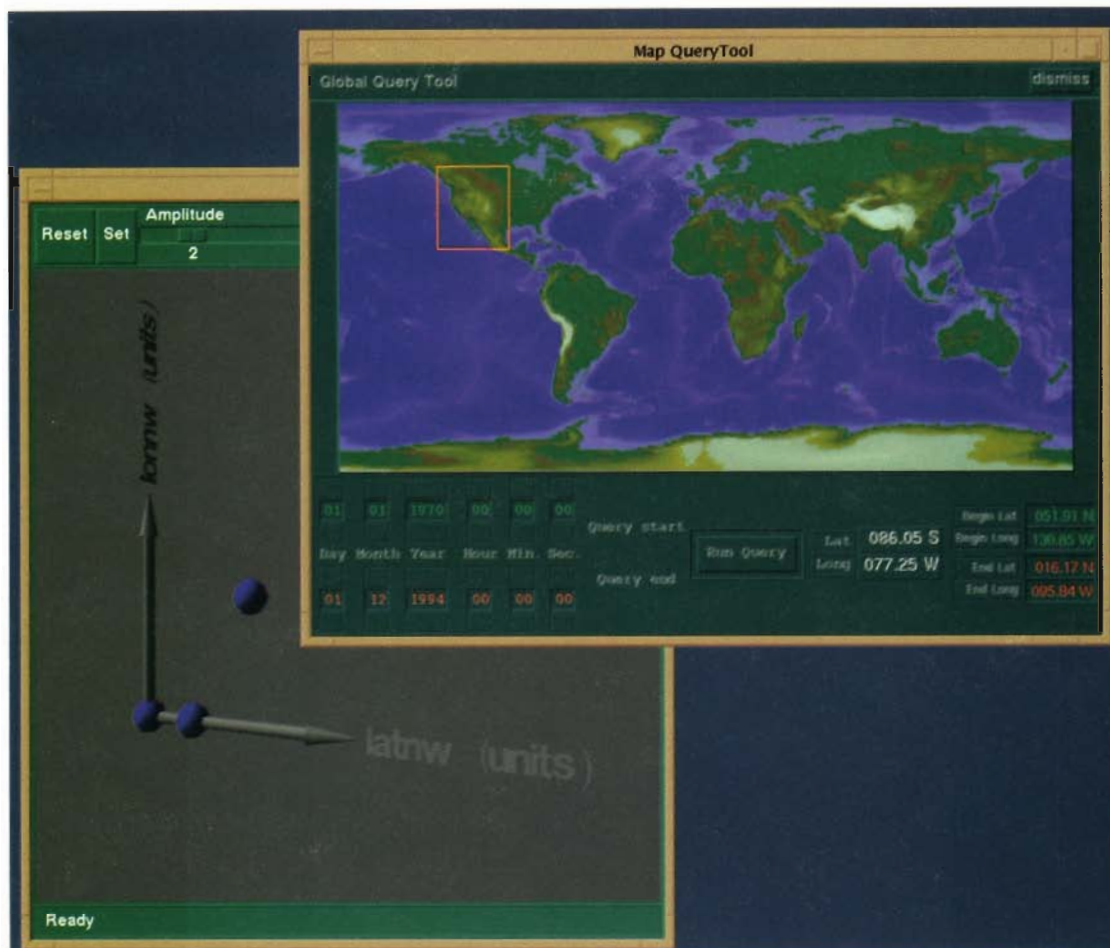 Map QueryTool
Global Query Tool
dismiss
Reset Set Amplitude
2
lonnw (units)
latnw (units)
01 01 1970 00 00 00
Query start
Day Month Year Hour Min. Sec.
Query end
01 12 1994 00 00 00
Run Query
Lat 086.05 S
Long 077.25 W
Begin Lat 051.91 N
Begin Long 130.85 W
End Lat 016.17 N
End Long 095.84 W
Ready